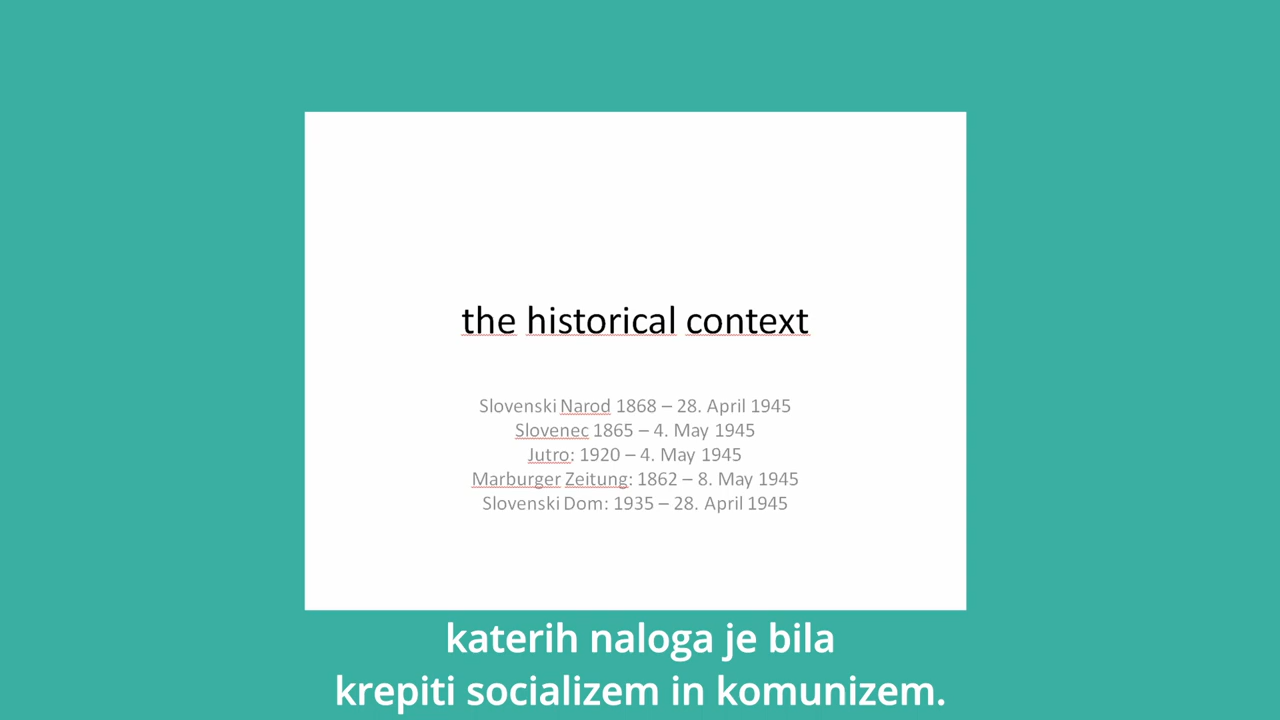 the historical context
Slovenski Narod 1868 – 28. April 1945
Slovenec 1865 – 4. May 1945
Jutro: 1920 – 4. May 1945
Marburger Zeitung: 1862 – 8. May 1945
Slovenski Dom: 1935 – 28. April 1945
katerih naloga je bila
krepiti socializem in komunizem.